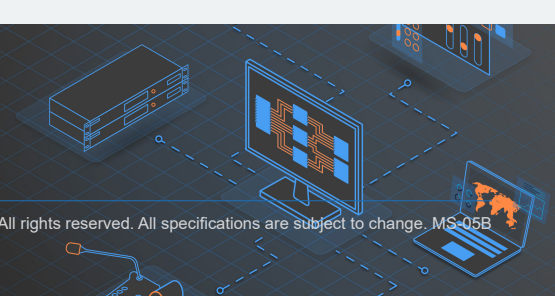 All rights reserved. All specifications are subject to change. MS-05B